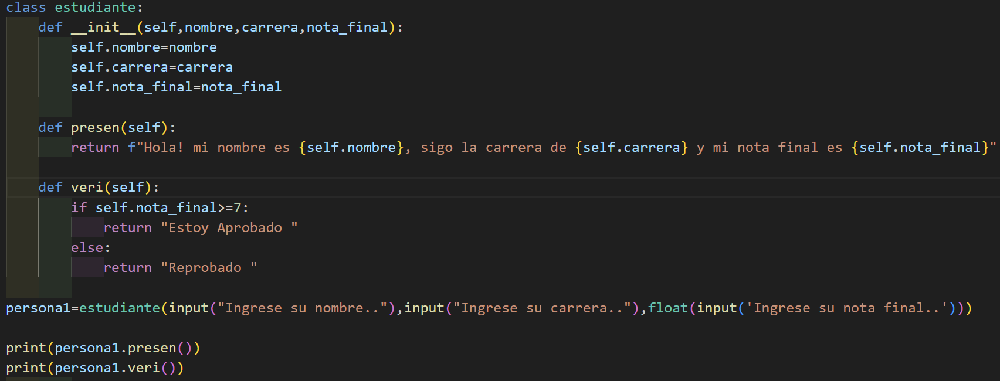 class estudiante:
    def __init__(self,nombre,carrera,nota_final):
        self.nombre=nombre
        self.carrera=carrera
        self.nota_final=nota_final
    def presen(self):
        return f"Hola! mi nombre es {self.nombre}, sigo la carrera de {self.carrera} y mi nota final es {self.nota_final}"
    def veri(self):
        if self.nota_final>=7:
            return "Estoy Aprobado "
        else:
            return "Reprobado "
persona1=estudiante(input("Ingrese su nombre.."),input("Ingrese su carrera.."),float(input('Ingrese su nota final..')))
print(persona1.presen())
print(persona1.veri())